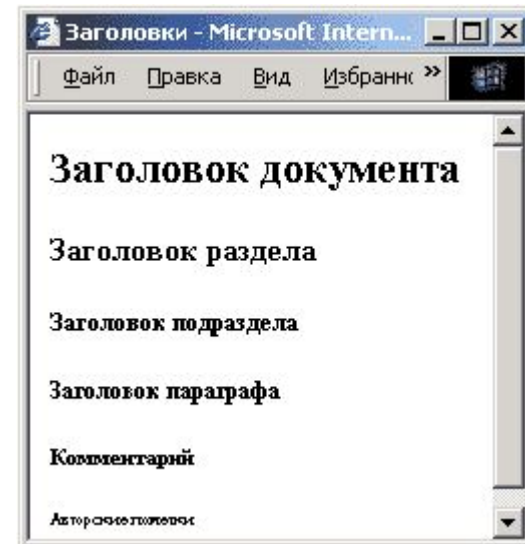 Заголовки - Microsoft Intern...
Файл Правка Вид Избранн »
Заголовок документа
Заголовок раздела
Заголовок подраздела
Заголовок параграфа
Комментарий
Авторские пометки